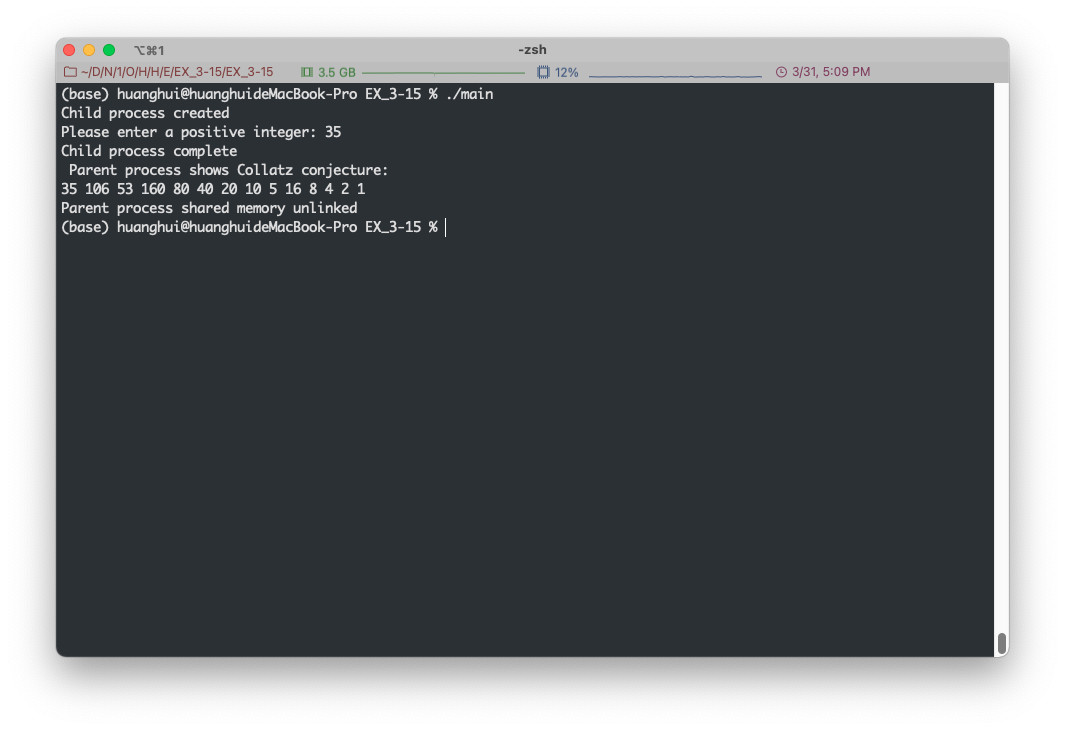 ⌥⌘1 -zsh
~/D/N/1/O/H/H/E/EX_3-15/EX_3-15 3.5 GB 12% 3/31, 5:09 PM
(base) huanghui@huanghuideMacBook-Pro EX_3-15 % ./main
Child process created
Please enter a positive integer: 35
Child process complete
 Parent process shows Collatz conjecture:
35 106 53 160 80 40 20 10 5 16 8 4 2 1
Parent process shared memory unlinked
(base) huanghui@huanghuideMacBook-Pro EX_3-15 %